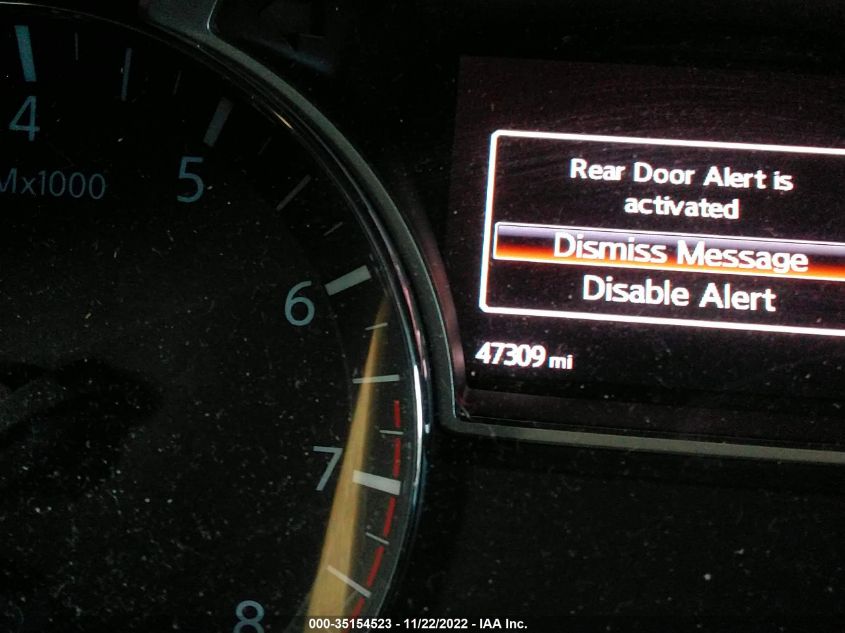 4
5
Mx1000
6
7
8
Rear Door Alert is
activated
Dismiss Message
Disable Alert
47309 mi
000-35154523 - 11/22/2022 - IAA Inc.